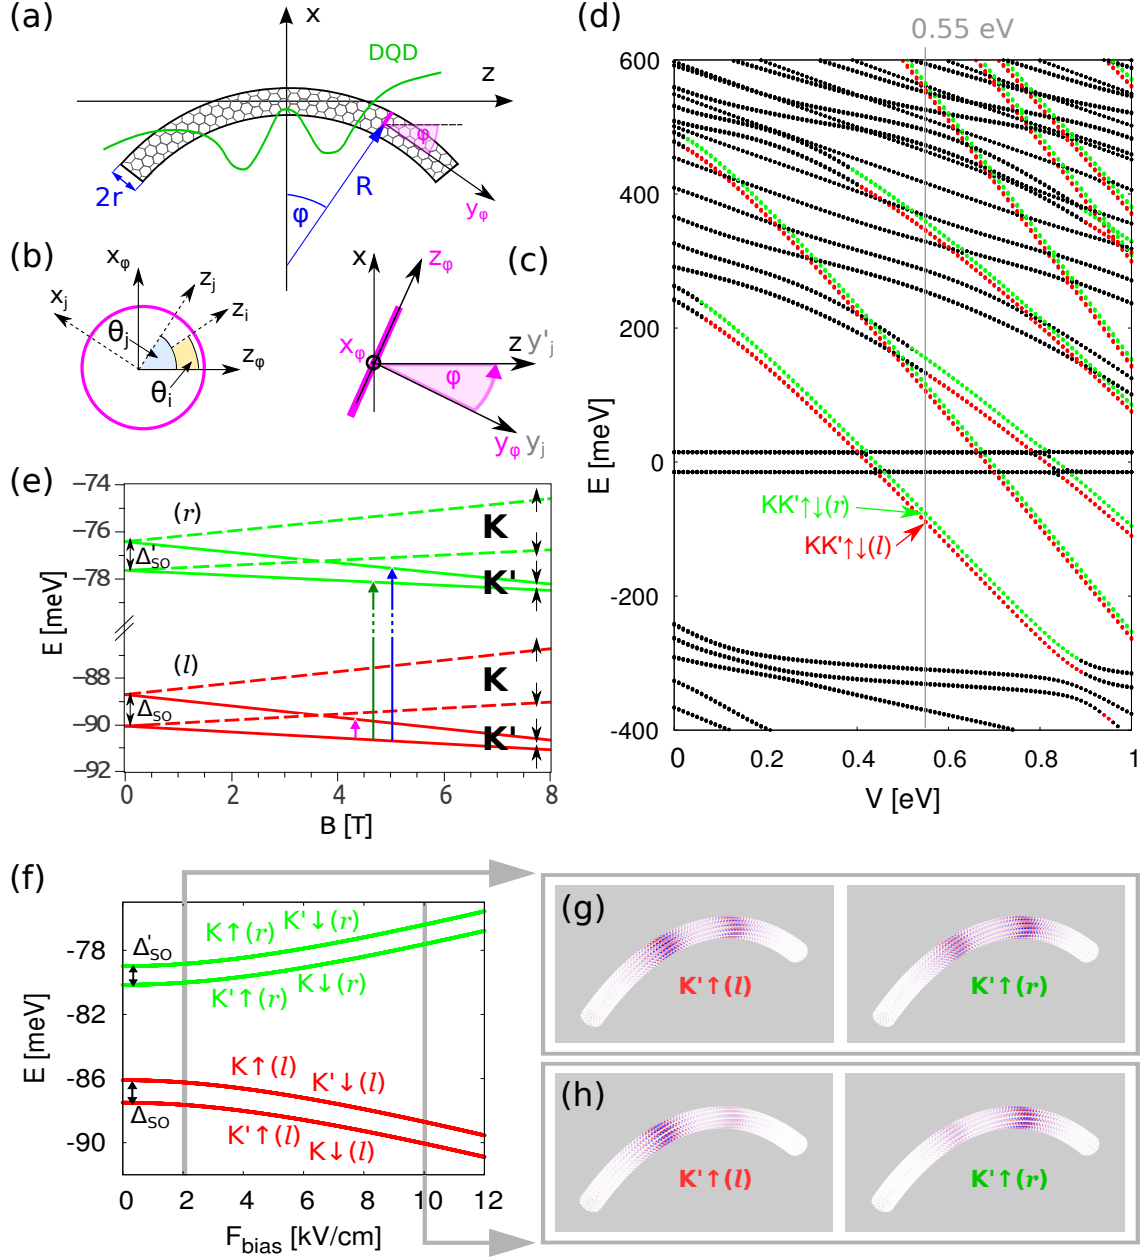 (a)
x
DQD
z
φ
2r
R
φ
y_φ
(b)
x_φ
z_j
x_j
z_i
θ_j
z_φ
θ_i
(c)
x
z_φ
x_φ
z y'_j
φ
y_φ y_j
(d)
0.55 eV
600
400
200
0
-200
-400
E [meV]
KK'↑↓(r)
KK'↑↓(l)
0 0.2 0.4 0.6 0.8 1
V [eV]
(e)
−74
−76
−78
−88
−90
−92
E [meV]
(r)
K
Δ'_SO
K'
(l)
K
Δ_SO
K'
0 2 4 6 8
B [T]
(f)
-78
-82
-86
-90
E [meV]
Δ'_SO
K↑(r) K'↓(r)
K'↑(r) K↓(r)
K↑(l) K'↓(l)
Δ_SO
K'↑(l) K↓(l)
0 2 4 6 8 10 12
F_bias [kV/cm]
(g)
K'↑(l)
K'↑(r)
(h)
K'↑(l)
K'↑(r)